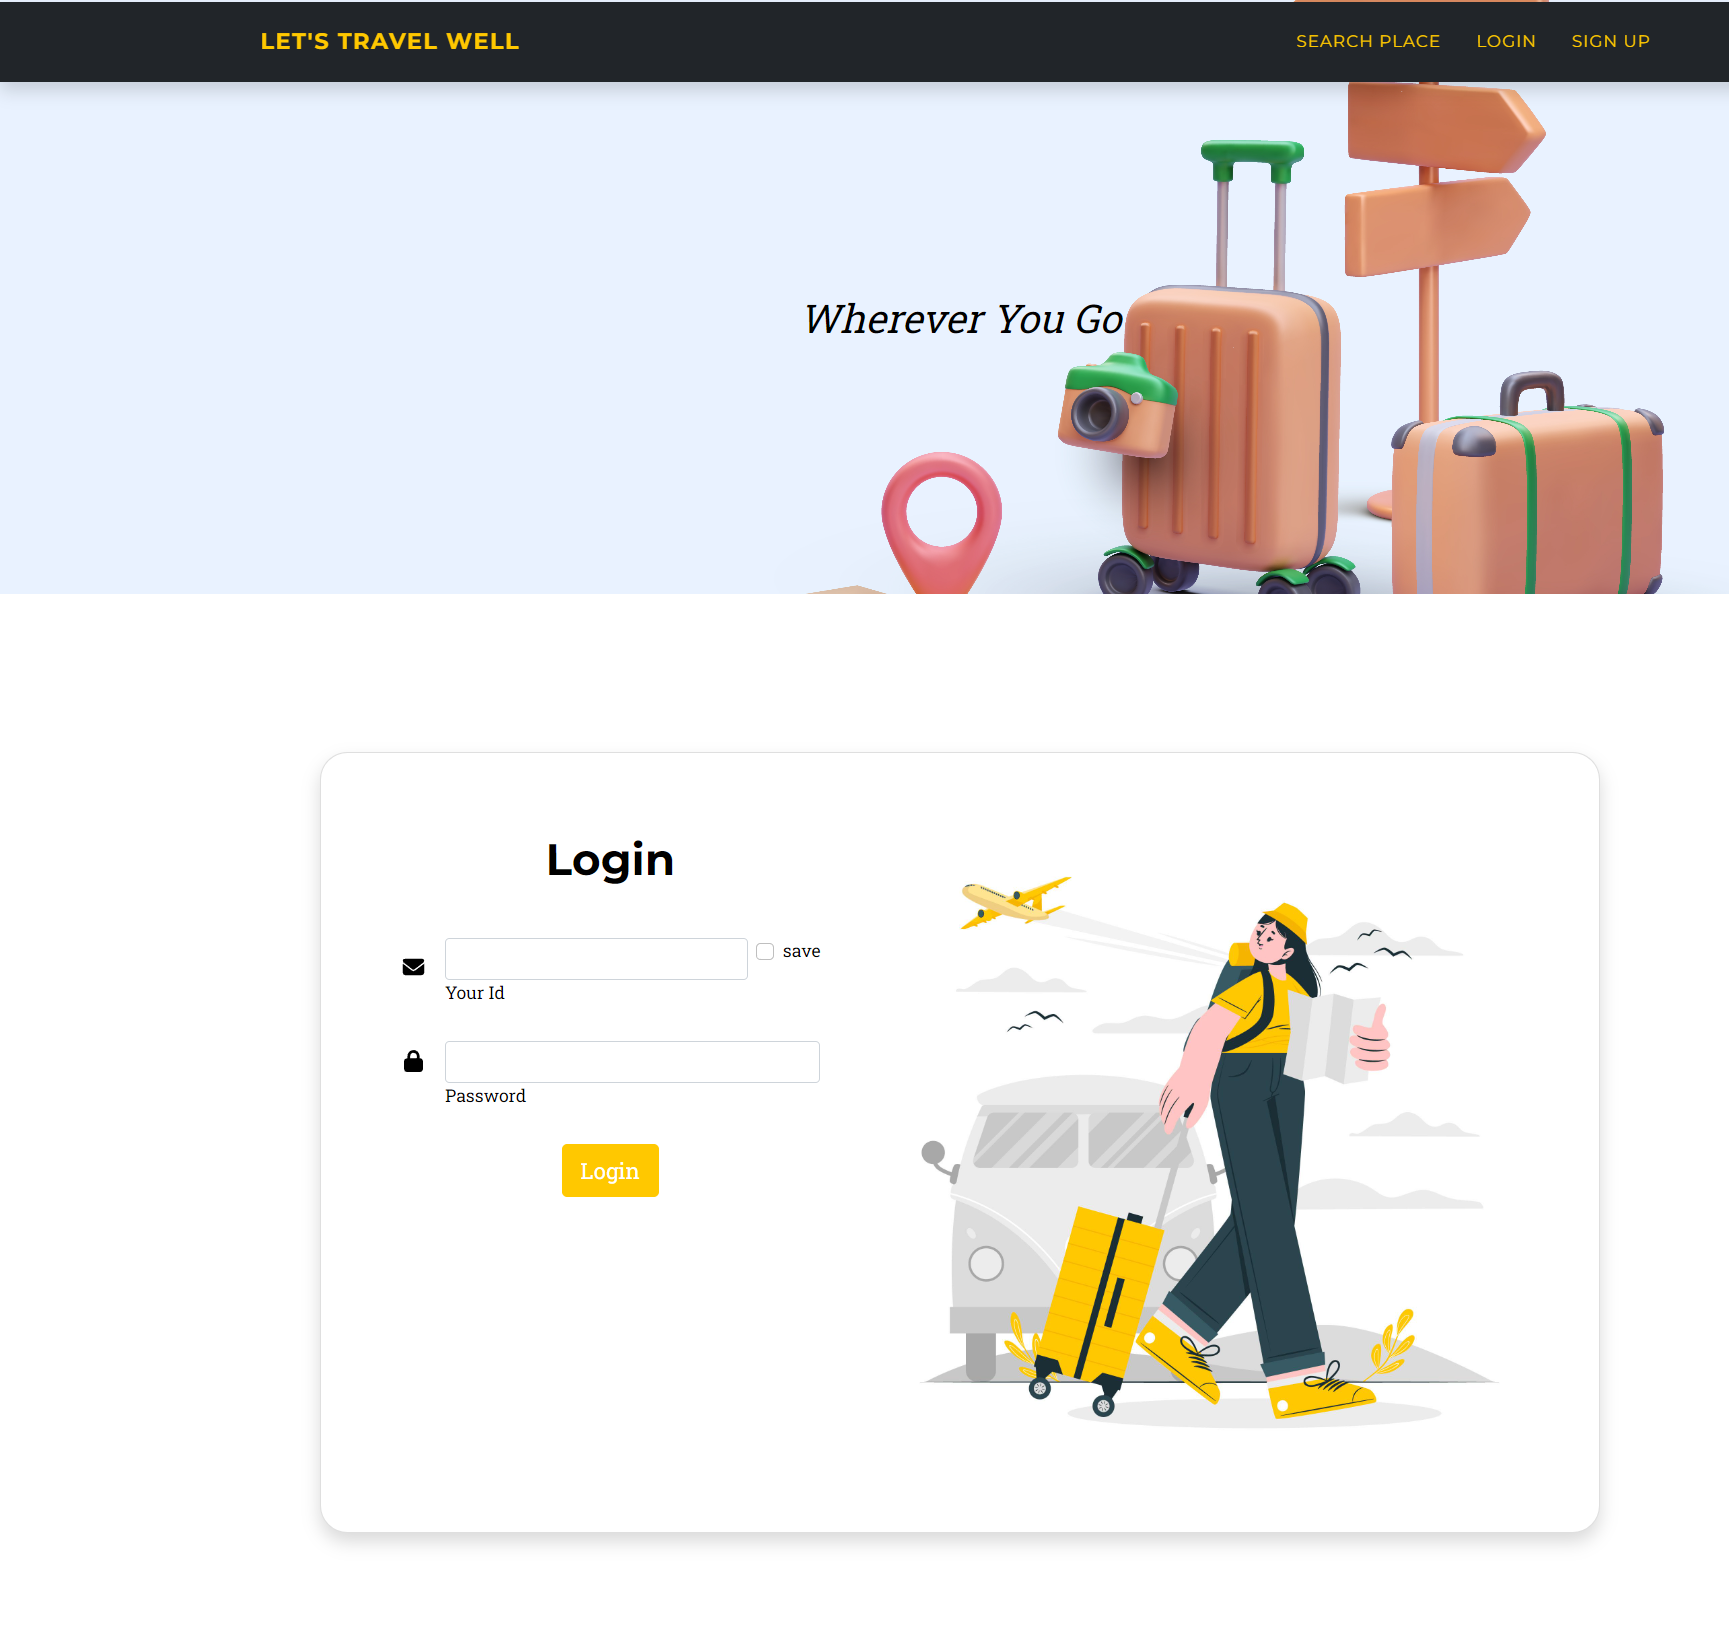 LET'S TRAVEL WELL
SEARCH PLACE LOGIN SIGN UP
Wherever You Go
Login
save
Your Id
Password
Login